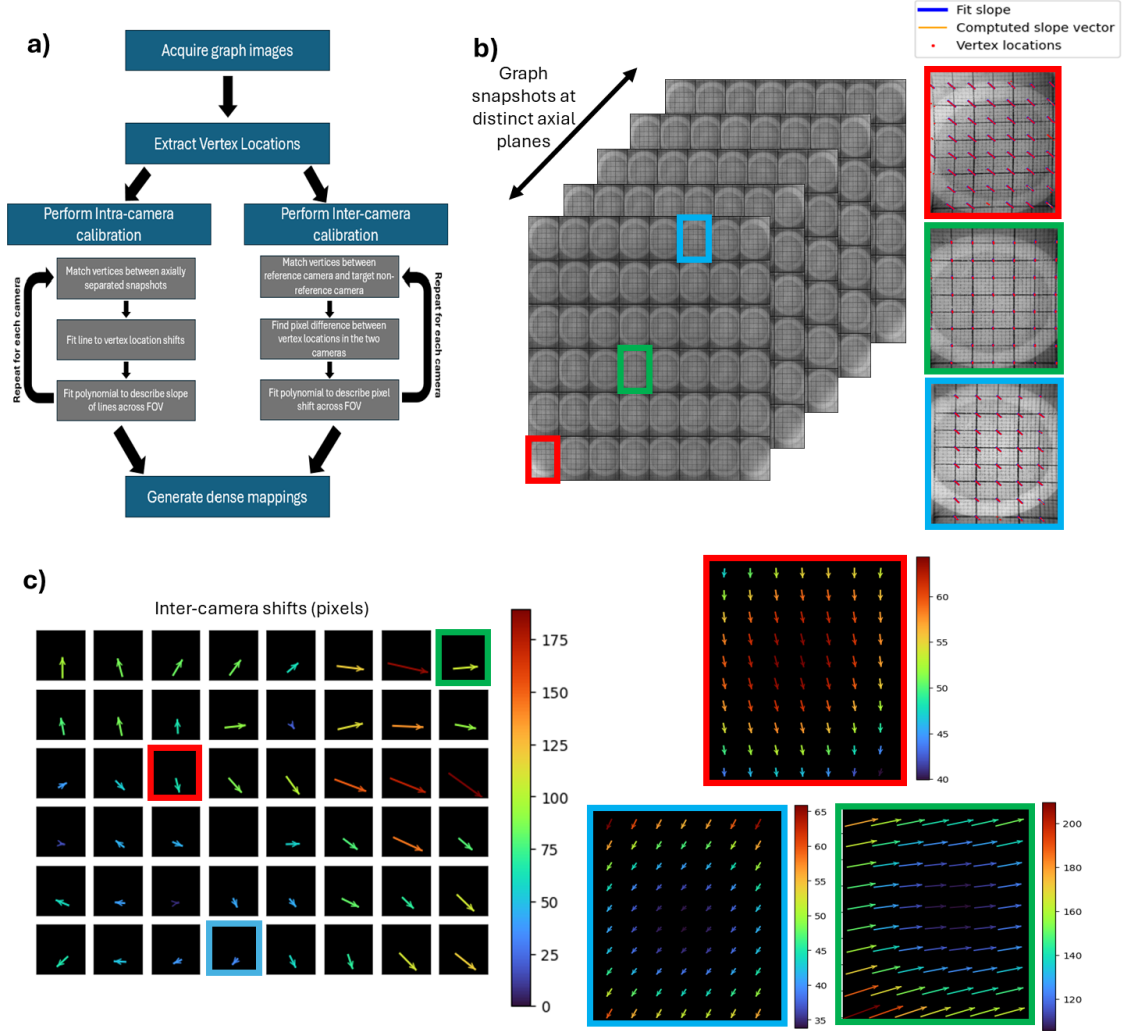 a)
Acquire graph images
Extract Vertex Locations
Perform Intra-camera
calibration
Perform Inter-camera
calibration
Repeat for each camera
Match vertices between axially
separated snapshots
Fit line to vertex location shifts
Fit polynomial to describe slope
of lines across FOV
Match vertices between
reference camera and target non-
reference camera
Find pixel difference between
vertex locations in the two
cameras
Fit polynomial to describe pixel
shift across FOV
Repeat for each camera
Generate dense mappings
b)
Graph
snapshots at
distinct axial
planes
Fit slope
Comptuted slope vector
Vertex locations
c)
Inter-camera shifts (pixels)
175
150
125
100
75
50
25
0
60
55
50
45
40
65
60
55
50
45
40
35
200
180
160
140
120